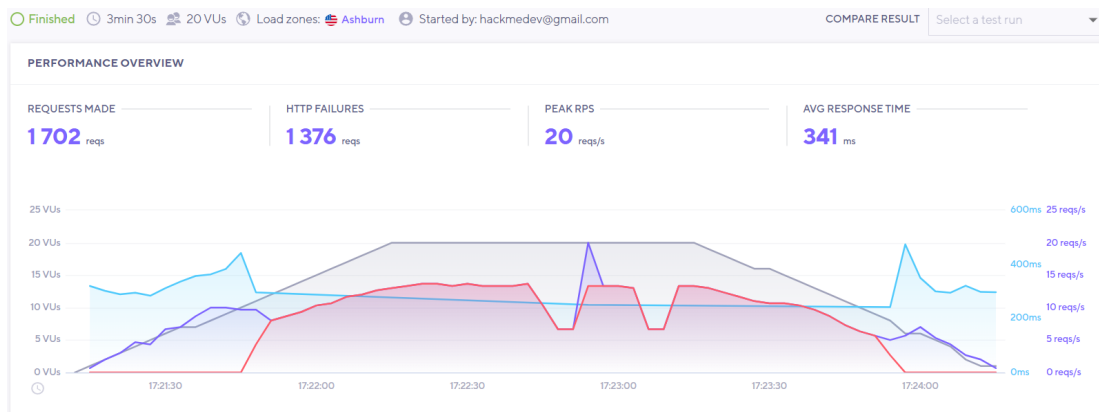 Finished 3min 30s 20 VUs Load zones: Ashburn Started by: hackmedev@gmail.com COMPARE RESULT Select a test run
PERFORMANCE OVERVIEW
REQUESTS MADE HTTP FAILURES PEAK RPS AVG RESPONSE TIME
1 702 reqs 1 376 reqs 20 reqs/s 341 ms
25 VUs 600ms 25 reqs/s
20 VUs 20 reqs/s
400ms
15 VUs 15 reqs/s
10 VUs 10 reqs/s
200ms
5 VUs 5 reqs/s
0 VUs 0ms 0 reqs/s
17:21:30 17:22:00 17:22:30 17:23:00 17:23:30 17:24:00